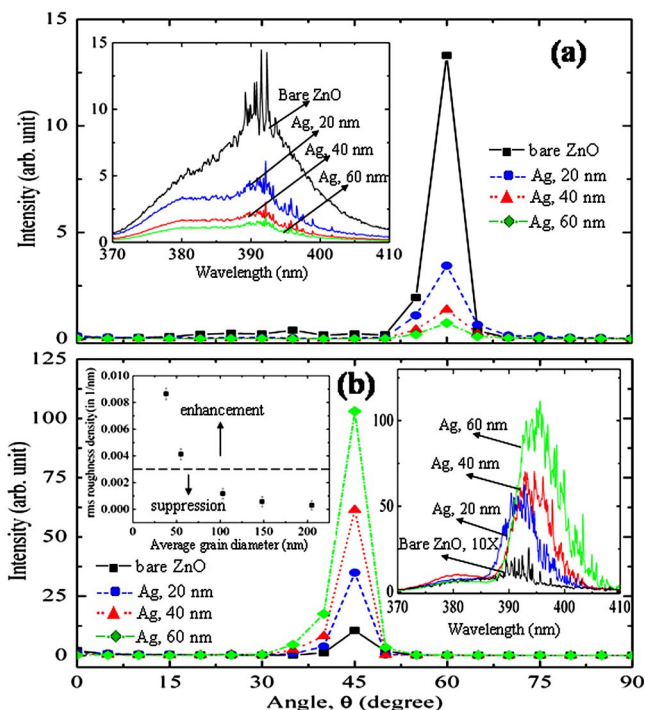 (a)
Intensity (arb. unit)
15
10
5
0
15
10
5
0
370 380 390 400 410
Wavelength (nm)
Bare ZnO
Ag, 20 nm
Ag, 40 nm
Ag, 60 nm
bare ZnO
Ag, 20 nm
Ag, 40 nm
Ag, 60 nm
(b)
Intensity (arb. unit)
125
100
75
50
25
0
rms roughness density(in 1/nm)
0.010
0.008
0.006
0.004
0.002
0.000
enhancement
suppression
0 50 100 150 200
Average grain diameter (nm)
bare ZnO
Ag, 20 nm
Ag, 40 nm
Ag, 60 nm
100
50
0
Ag, 60 nm
Ag, 40 nm
Ag, 20 nm
Bare ZnO, 10X
370 380 390 400 410
Wavelength (nm)
0 15 30 45 60 75 90
Angle, θ (degree)